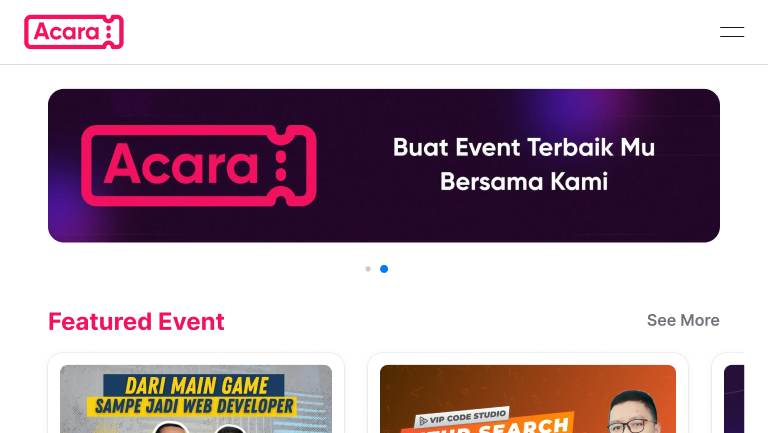 Acara
Acara
Buat Event Terbaik Mu
Bersama Kami
Featured Event
See More
DARI MAIN GAME
SAMPE JADI WEB DEVELOPER
VIP CODE STUDIO
SEARCH